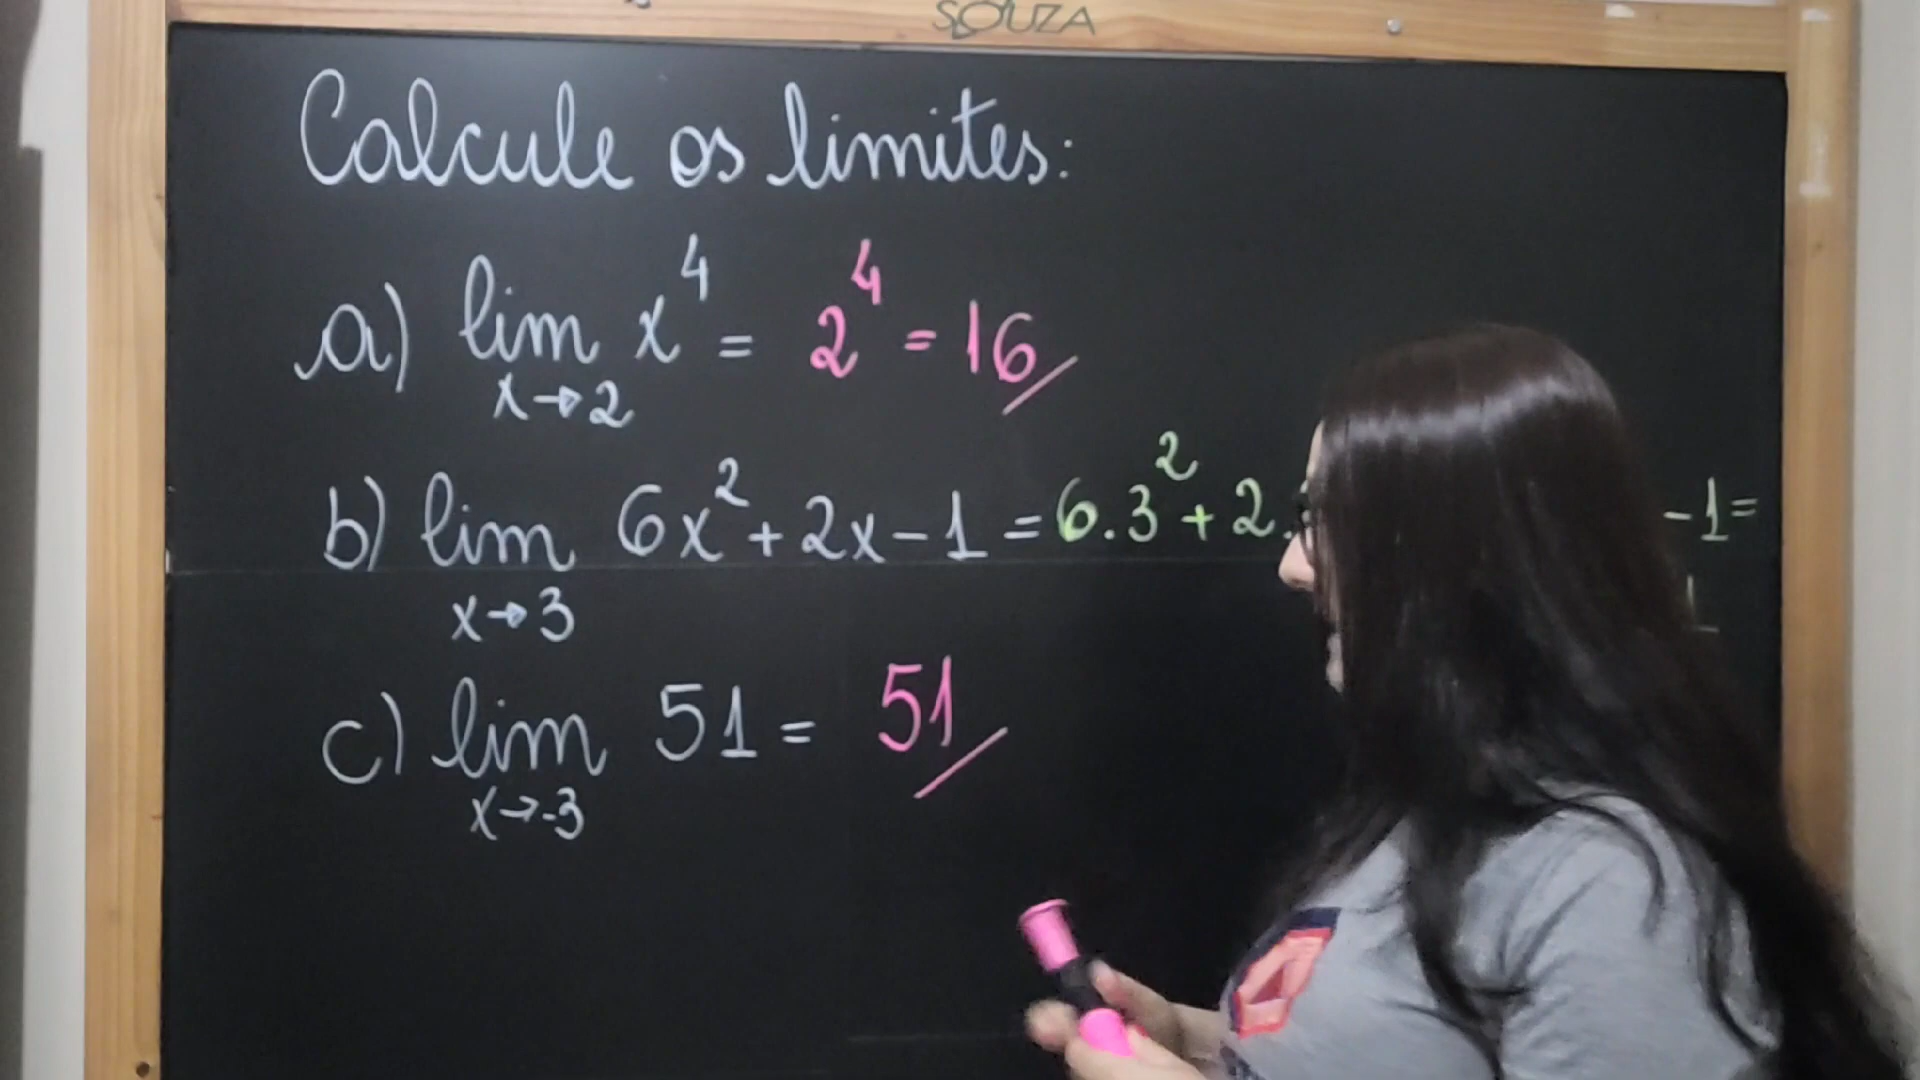 SOUZA
Calcule os limites:
a) lim x⁴ = 2⁴ = 16
x→2
b) lim 6x² + 2x - 1 = 6.3² + 2. -1 =
x→3
c) lim 51 = 51
x→-3